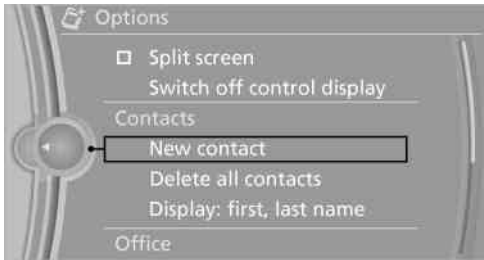 Options
Split screen
Switch off control display
Contacts
New contact
Delete all contacts
Display: first, last name
Office